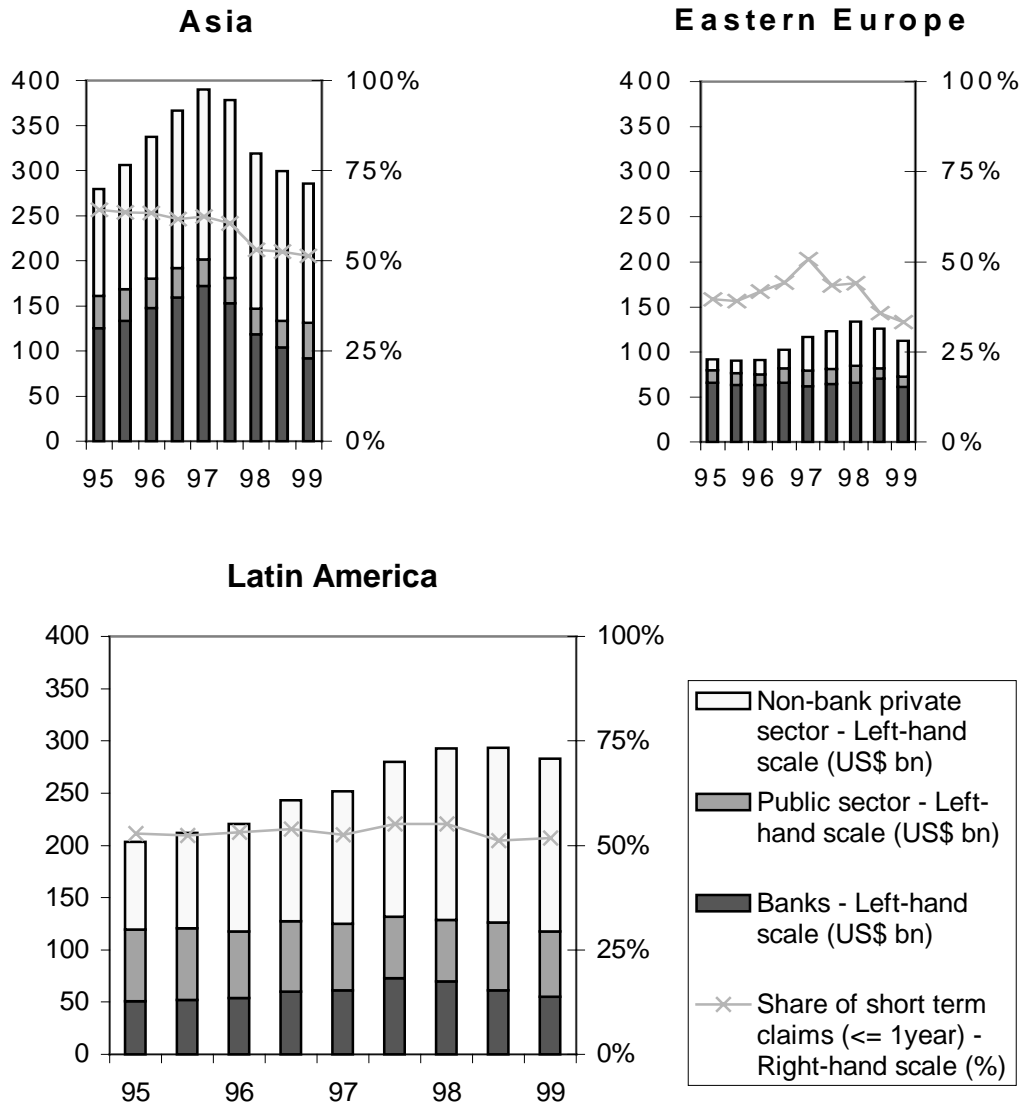 Asia
Eastern Europe
400
350
300
250
200
150
100
50
0
100%
75%
50%
25%
0%
95 96 97 98 99
400
350
300
250
200
150
100
50
0
100%
75%
50%
25%
0%
95 96 97 98 99
Latin America
400
350
300
250
200
150
100
50
0
100%
75%
50%
25%
0%
95 96 97 98 99
Non-bank private
sector - Left-hand
scale (US$ bn)
Public sector - Left-
hand scale (US$ bn)
Banks - Left-hand
scale (US$ bn)
Share of short term
claims (<= 1year) -
Right-hand scale (%)